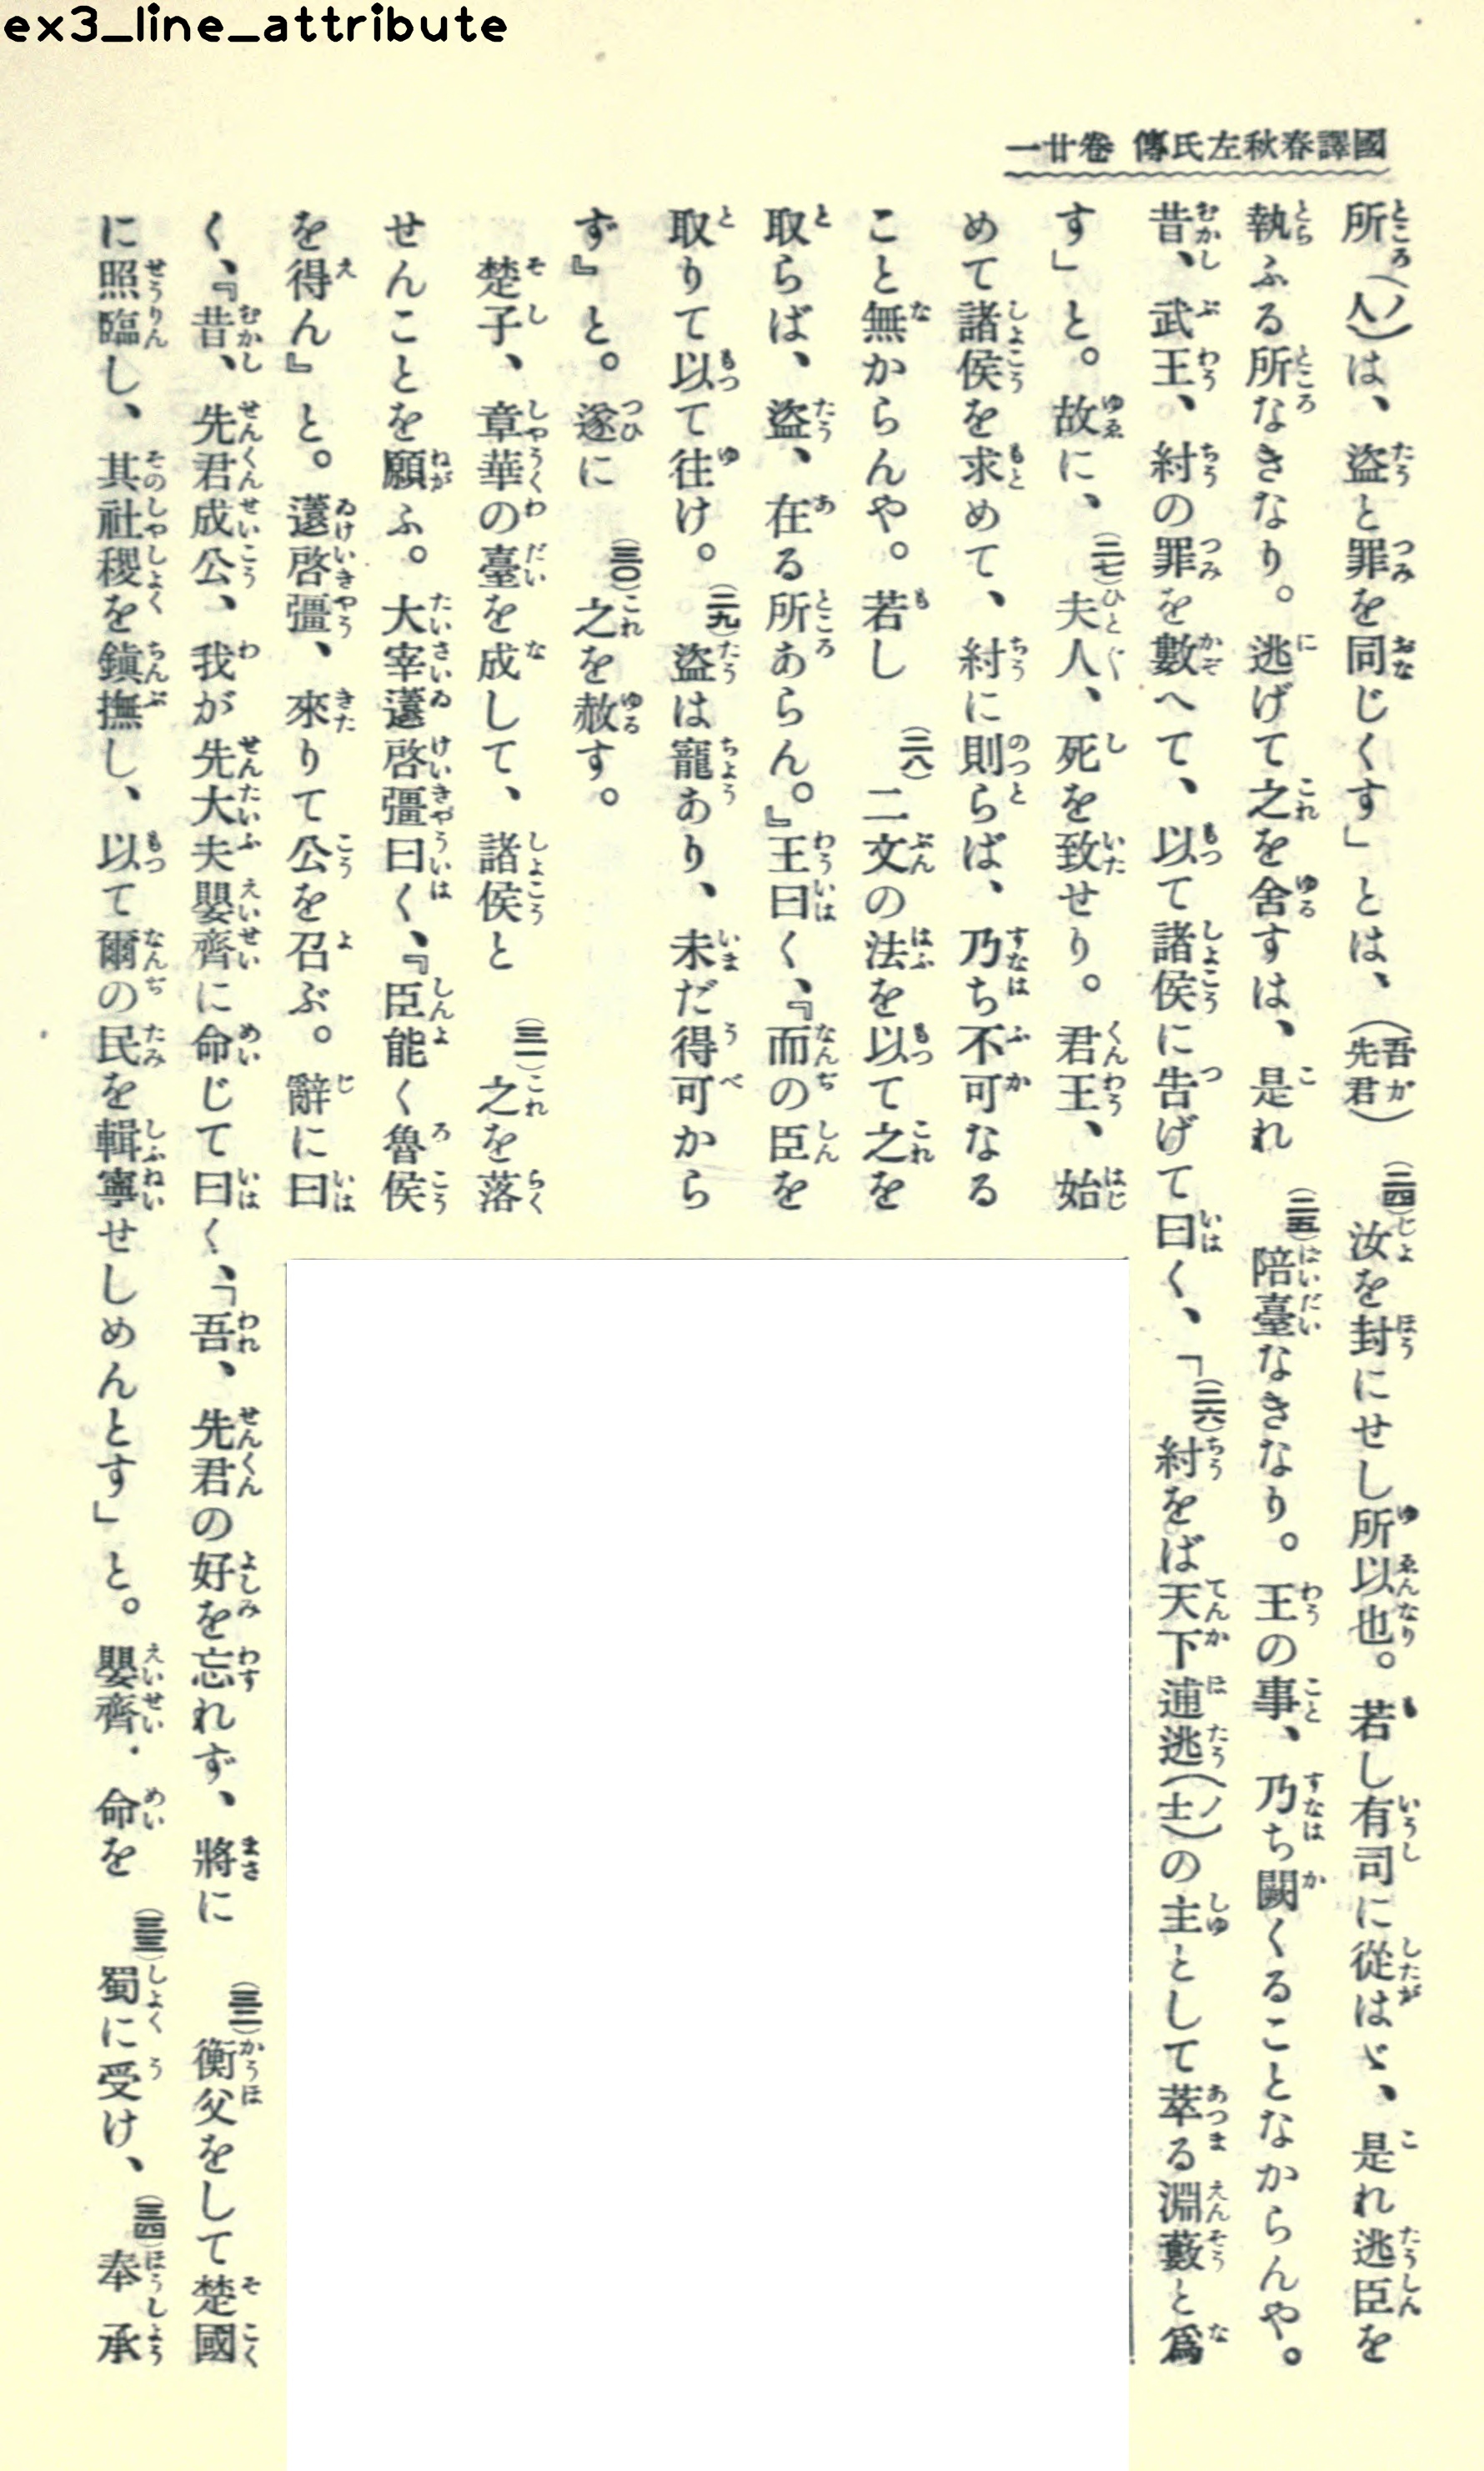 ex3_line_attribute
國譯春秋左氏傳 卷廿一
所(人ノ)は、盜と罪を同じくす」とは、(吾が先君)(二四)汝を封にせし所以也。若し有司に從はゞ、是れ逃臣を
執ふる所なきなり。逃げて之を舍すは、是れ(二五)陪臺なきなり。王の事、乃ち闕くることなからんや。
昔、武王、紂の罪を數へて、以て諸侯に告げて曰く、「(二六)紂をば天下逋逃(士ノ)の主として萃る淵藪と爲
す」と。故に、(二七)夫人、死を致せり。君王、始
めて諸侯を求めて、紂に則らば、乃ち不可なる
こと無からんや。若し(二八)二文の法を以て之を
取らば、盜、在る所あらん。』王曰く、『而の臣を
取りて以て往け。(二九)盜は寵あり、未だ得可から
ず』と。遂に(三〇)之を赦す。
楚子、章華の臺を成して、諸侯と(三一)之を落
せんことを願ふ。大宰薳啓彊曰く、『臣能く魯侯
を得ん』と。薳啓彊、來りて公を召ぶ。辭に曰
く、『昔、先君成公、我が先大夫嬰齊に命じて曰く、「吾、先君の好を忘れず、將に(三二)衡父をして楚國
に照臨し、其社稷を鎭撫し、以て爾の民を輯寧せしめんとす」と。嬰齊・命を(三三)蜀に受け、(三四)奉承